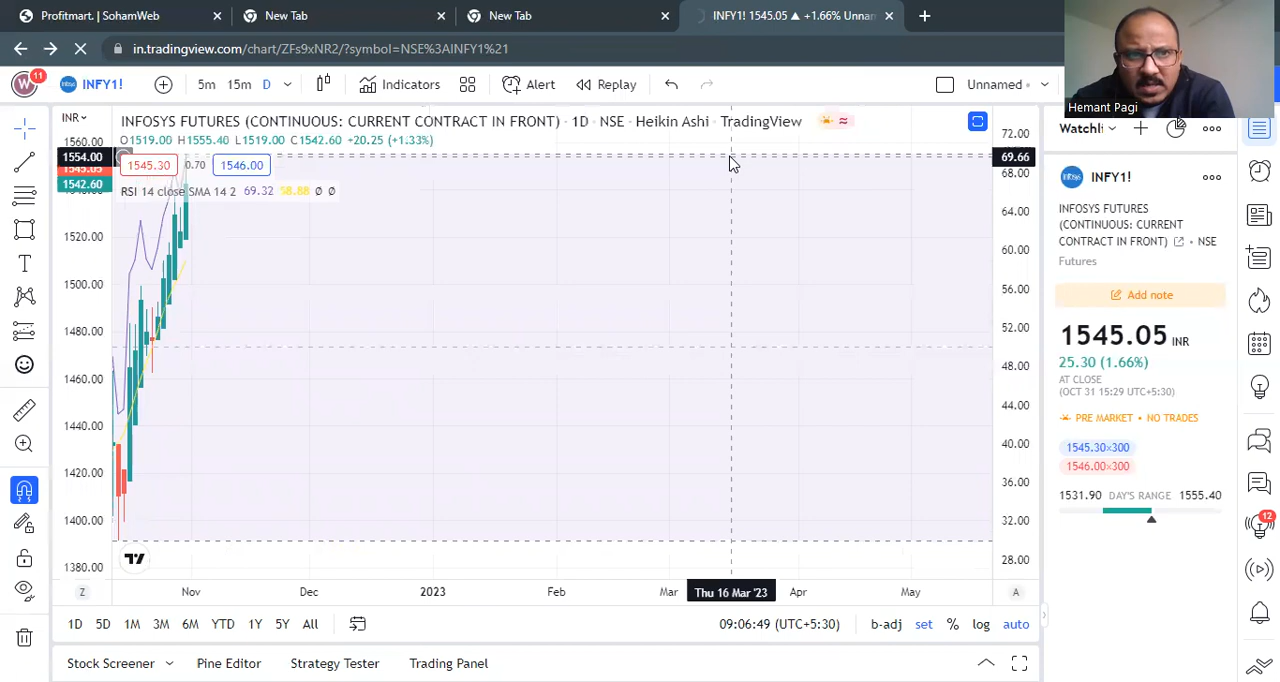 Profitmart. | SohamWeb
New Tab
New Tab
INFY1! 1545.05 ▲ +1.66% Unnam
in.tradingview.com/chart/ZFs9xNR2/?symbol=NSE%3AINFY1%21
W 11 INFY1! 5m 15m D Indicators Alert Replay Unnamed
Hemant Pagi
INR
INFOSYS FUTURES (CONTINUOUS: CURRENT CONTRACT IN FRONT) · 1D · NSE · Heikin Ashi · TradingView
O1519.00 H1555.40 L1519.00 C1542.60 +20.25 (+1.33%)
1545.30 0.70 1546.00
RSI 14 close SMA 14 2 69.32 58.88 Ø Ø
1560.00
1554.00
1545.05
1542.60
1520.00
1500.00
1480.00
1460.00
1440.00
1420.00
1400.00
1380.00
72.00
69.66
68.00
64.00
60.00
56.00
52.00
48.00
44.00
40.00
36.00
32.00
28.00
Z Nov Dec 2023 Feb Mar Thu 16 Mar '23 Apr May A
1D 5D 1M 3M 6M YTD 1Y 5Y All 09:06:49 (UTC+5:30) b-adj set % log auto
Stock Screener Pine Editor Strategy Tester Trading Panel
Watchli
INFY1!
INFOSYS FUTURES
(CONTINUOUS: CURRENT
CONTRACT IN FRONT) • NSE
Futures
Add note
1545.05 INR
25.30 (1.66%)
AT CLOSE
(OCT 31 15:29 UTC+5:30)
PRE MARKET • NO TRADES
1545.30×300
1546.00×300
1531.90 DAY'S RANGE 1555.40
12